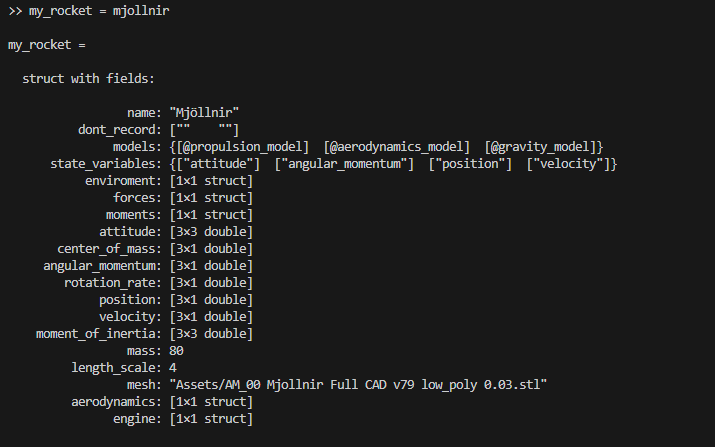 >> my_rocket = mjollnir
my_rocket =
struct with fields:
name: "Mjöllnir"
dont_record: ["" ""]
models: {[@propulsion_model] [@aerodynamics_model] [@gravity_model]}
state_variables: {["attitude"] ["angular_momentum"] ["position"] ["velocity"]}
enviroment: [1×1 struct]
forces: [1×1 struct]
moments: [1×1 struct]
attitude: [3×3 double]
center_of_mass: [3×1 double]
angular_momentum: [3×1 double]
rotation_rate: [3×1 double]
position: [3×1 double]
velocity: [3×1 double]
moment_of_inertia: [3×3 double]
mass: 80
length_scale: 4
mesh: "Assets/AM_00 Mjollnir Full CAD v79 low_poly 0.03.stl"
aerodynamics: [1×1 struct]
engine: [1×1 struct]